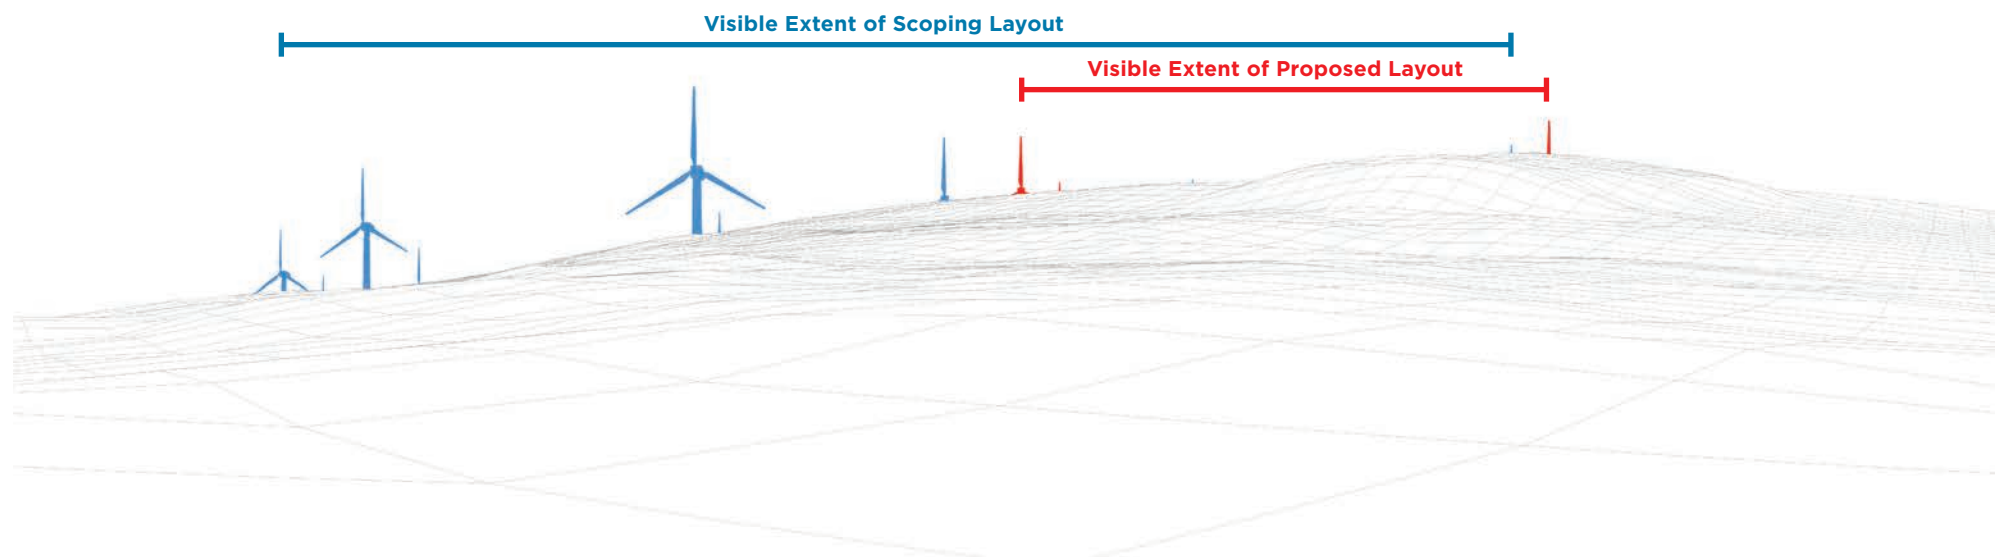 Visible Extent of Scoping Layout
Visible Extent of Proposed Layout